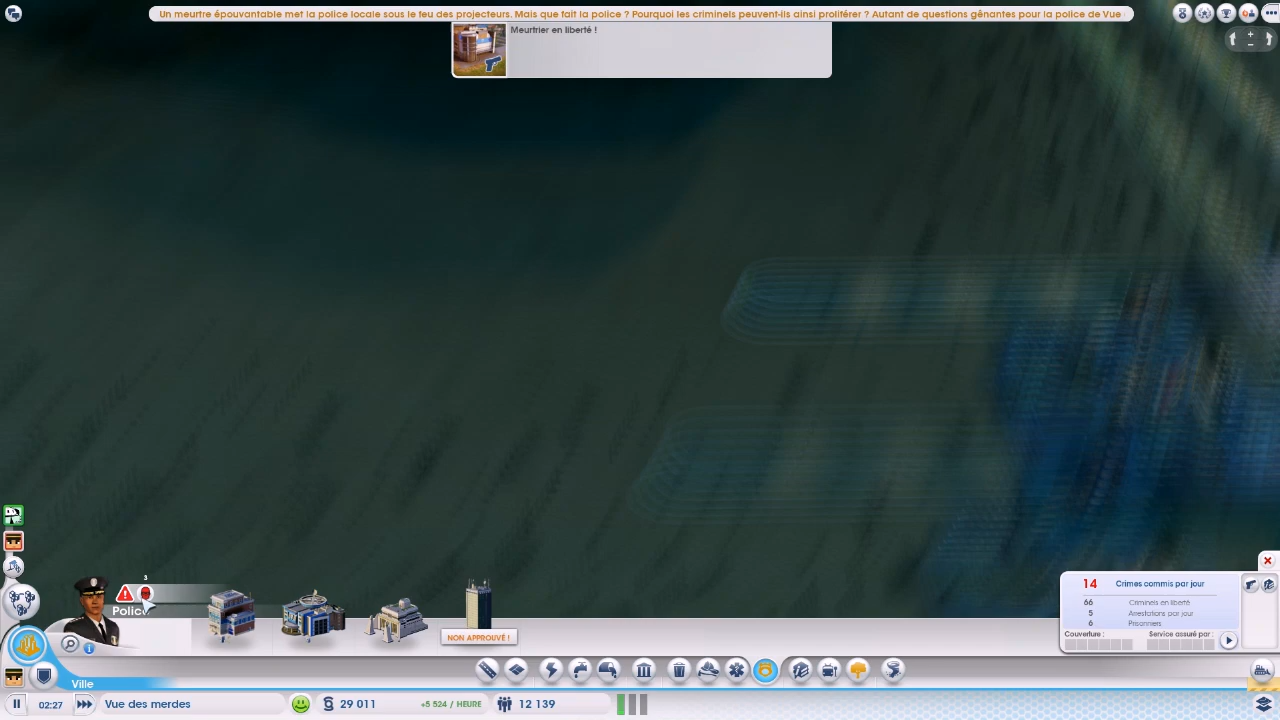 Un meurtre épouvantable met la police locale sous le feu des projecteurs. Mais que fait la police ? Pourquoi les criminels peuvent-ils ainsi proliférer ? Autant de questions gênantes pour la police de Vue
Meurtrier en liberté !
3
Police
NON APPROUVÉ !
14 Crimes commis par jour
66 Criminels en liberté
5 Arrestations par jour
6 Prisonniers
Couverture : Service assuré par :
Ville
02:27 Vue des merdes 29 011 +5 524 / HEURE 12 139